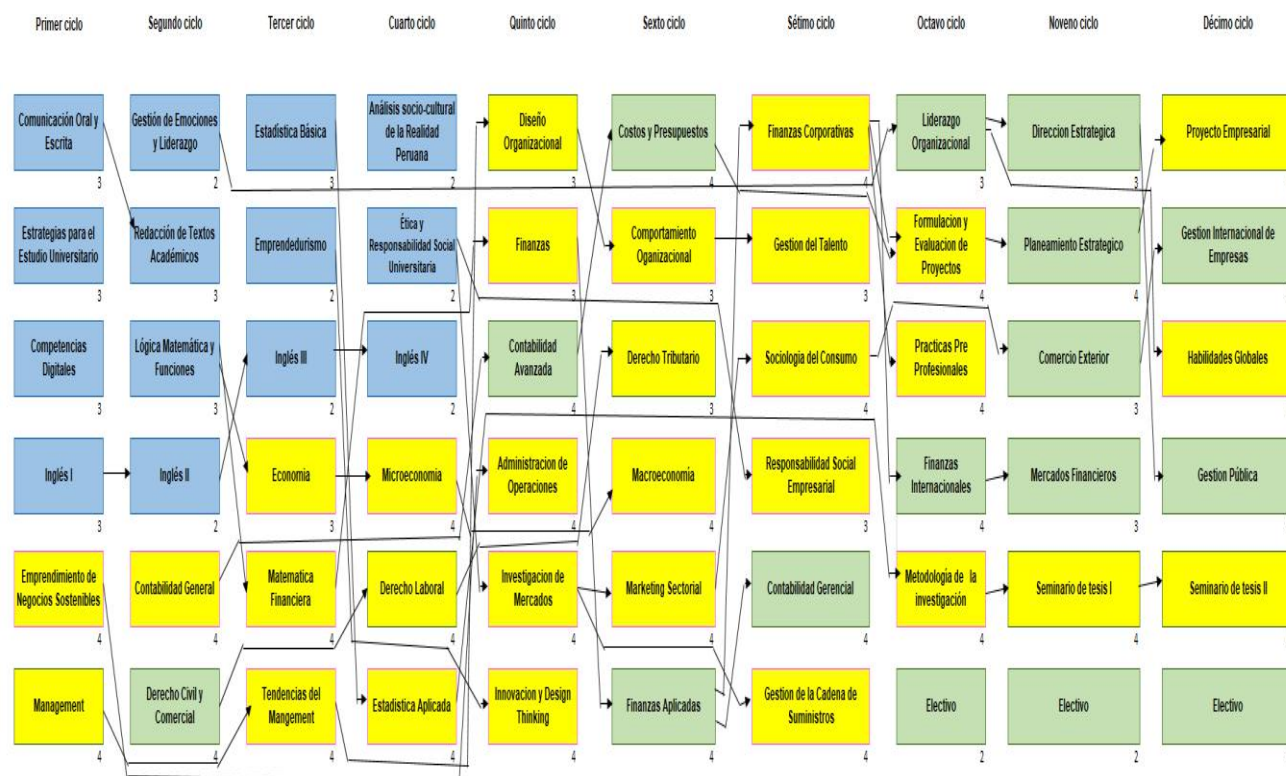 Primer ciclo
Segundo ciclo
Tercer ciclo
Cuarto ciclo
Quinto ciclo
Sexto ciclo
Sétimo ciclo
Octavo ciclo
Noveno ciclo
Décimo ciclo
Comunicación Oral y
Escrita
3
Gestión de Emociones
y Liderazgo
2
Estadística Básica
3
Análisis socio-cultural
de la Realidad
Peruana
2
Diseño
Organizacional
3
Costos y Presupuestos
4
Finanzas Corporativas
4
Liderazgo
Organizacional
3
Direccion Estrategica
3
Proyecto Empresarial
Estrategias para el
Estudio Universitario
3
Redacción de Textos
Académicos
3
Emprendedurismo
2
Ética y
Responsabilidad Social
Universitaria
2
Finanzas
3
Comportamiento
Oganizacional
3
Gestion del Talento
3
Formulacion y
Evaluacion de
Proyectos
4
Planeamiento Estrategico
4
Gestion Internacional de
Empresas
Competencias
Digitales
3
Lógica Matemática y
Funciones
3
Inglés III
2
Inglés IV
2
Contabilidad
Avanzada
4
Derecho Tributario
3
Sociologia del Consumo
4
Practicas Pre
Profesionales
4
Comercio Exterior
3
Habilidades Globales
Inglés I
3
Inglés II
2
Economia
3
Microeconomia
4
Administracion de
Operaciones
4
Macroeconomía
4
Responsabilidad Social
Empresarial
3
Finanzas
Internacionales
4
Mercados Financieros
3
Gestion Pública
Emprendimiento de
Negocios Sostenibles
4
Contabilidad General
4
Matematica
Financiera
4
Derecho Laboral
4
Investigacion de
Mercados
4
Marketing Sectorial
4
Contabilidad Gerencial
4
Metodologia de la
investigación
4
Seminario de tesis I
4
Seminario de tesis II
Management
4
Derecho Civil y
Comercial
4
Tendencias del
Mangement
4
Estadistica Aplicada
4
Innovacion y Design
Thinking
4
Finanzas Aplicadas
4
Gestion de la Cadena de
Suministros
4
Electivo
2
Electivo
2
Electivo